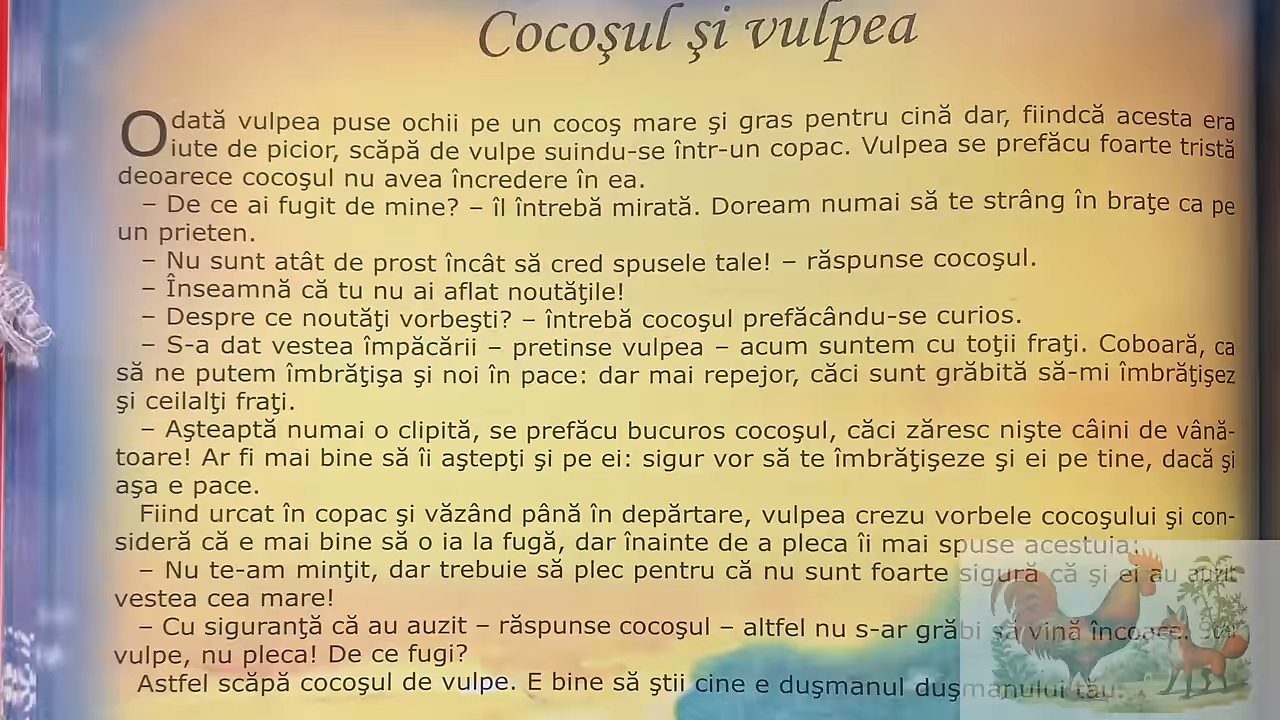 Cocoşul şi vulpea
Odată vulpea puse ochii pe un cocoş mare şi gras pentru cină dar, fiindcă acesta era
iute de picior, scăpă de vulpe suindu-se într-un copac. Vulpea se prefăcu foarte tristă
deoarece cocoşul nu avea încredere în ea.
– De ce ai fugit de mine? – îl întrebă mirată. Doream numai să te strâng în braţe ca pe
un prieten.
– Nu sunt atât de prost încât să cred spusele tale! – răspunse cocoşul.
– Înseamnă că tu nu ai aflat noutăţile!
– Despre ce noutăţi vorbeşti? – întrebă cocoşul prefăcându-se curios.
– S-a dat vestea împăcării – pretinse vulpea – acum suntem cu toţii fraţi. Coboară, ca
să ne putem îmbrăţişa şi noi în pace: dar mai repejor, căci sunt grăbită să-mi îmbrăţişez
şi ceilalţi fraţi.
– Aşteaptă numai o clipită, se prefăcu bucuros cocoşul, căci zăresc nişte câini de vână-
toare! Ar fi mai bine să îi aştepţi şi pe ei: sigur vor să te îmbrăţişeze şi ei pe tine, dacă şi
aşa e pace.
Fiind urcat în copac şi văzând până în depărtare, vulpea crezu vorbele cocoşului şi con-
sideră că e mai bine să o ia la fugă, dar înainte de a pleca îi mai spuse acestuia:
– Nu te-am minţit, dar trebuie să plec pentru că nu sunt foarte sigură că şi ei au auzit
vestea cea mare!
– Cu siguranţă că au auzit – răspunse cocoşul – altfel nu s-ar grăbi să vină încoace.
vulpe, nu pleca! De ce fugi?
Astfel scăpă cocoşul de vulpe. E bine să ştii cine e duşmanul duşmanului tău.